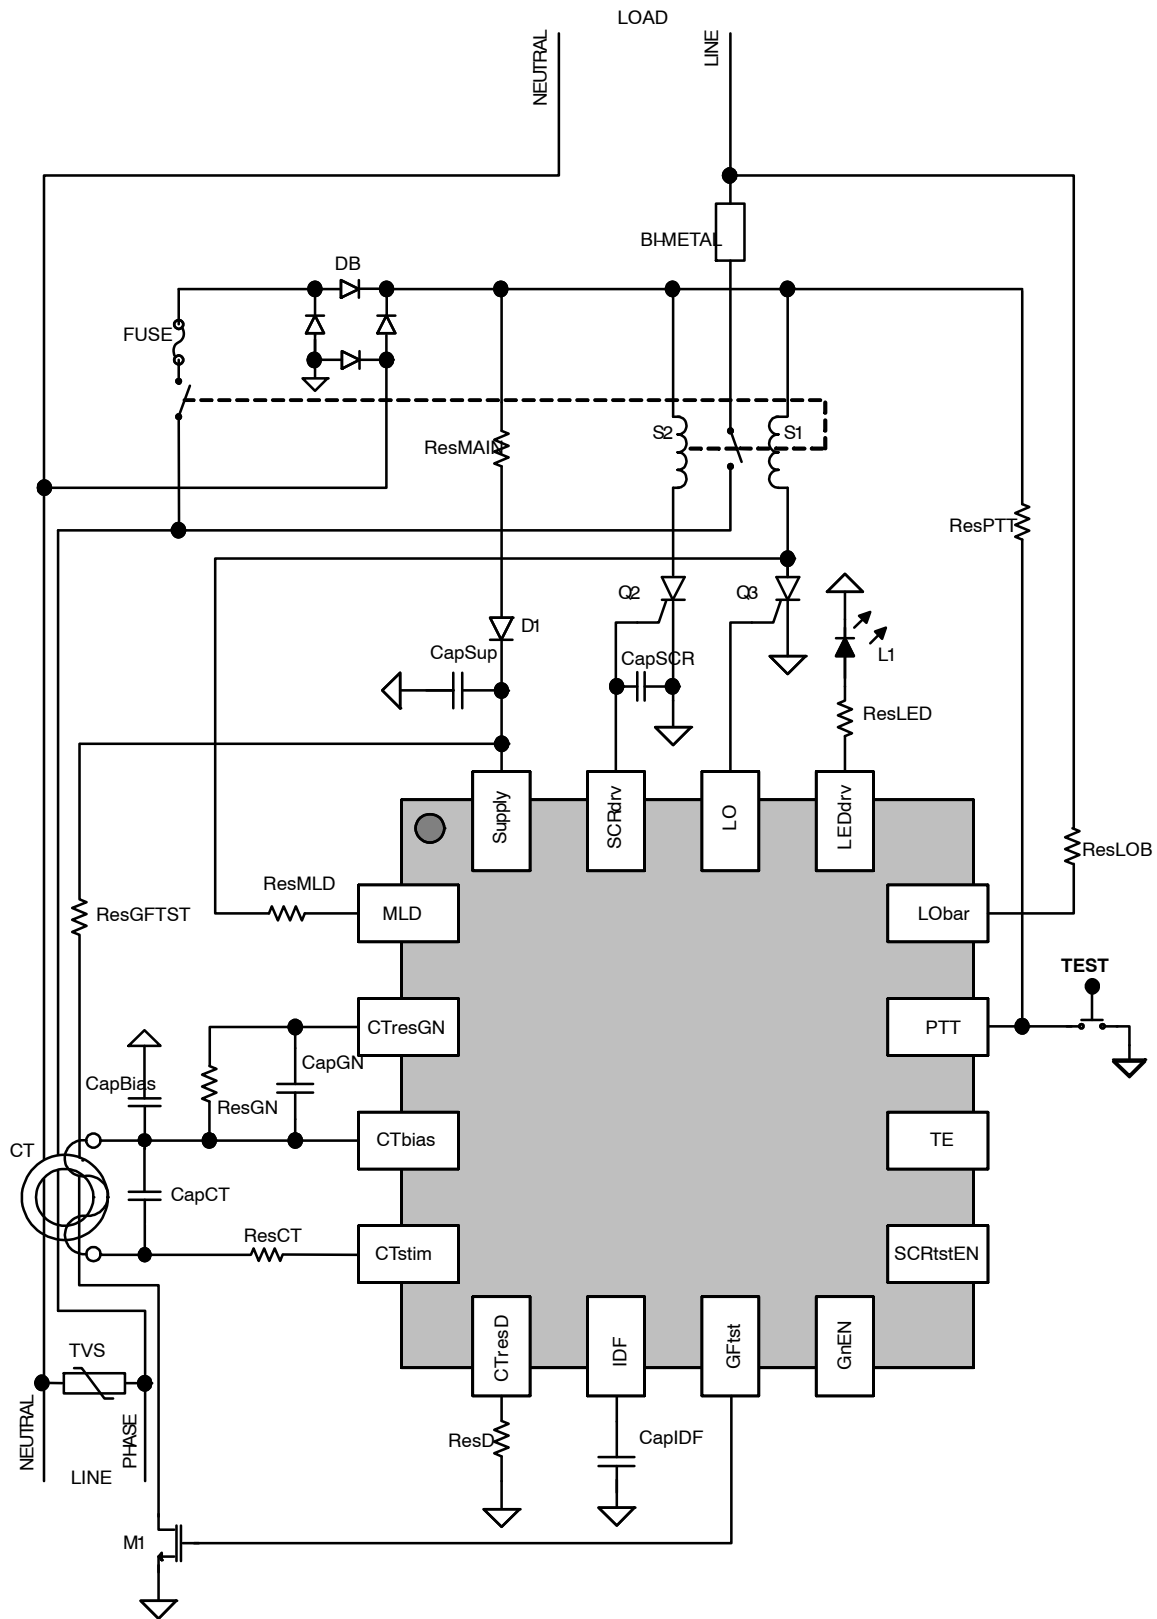 LOAD
NEUTRAL
LINE
BI-METAL
DB
FUSE
S2
S1
ResMAIN
ResPTT
Q2
Q3
D1
L1
CapSup
CapSCR
ResLED
Supply
SCRdrv
LO
LEDdrv
ResLOB
ResMLD
MLD
LObar
ResGFTST
TEST
CTresGN
PTT
CapGN
CapBias
ResGN
CTbias
TE
CT
CapCT
ResCT
CTstim
SCRtstEN
CTresD
IDF
GFtst
GnEN
TVS
NEUTRAL
PHASE
LINE
ResD
CapIDF
M1